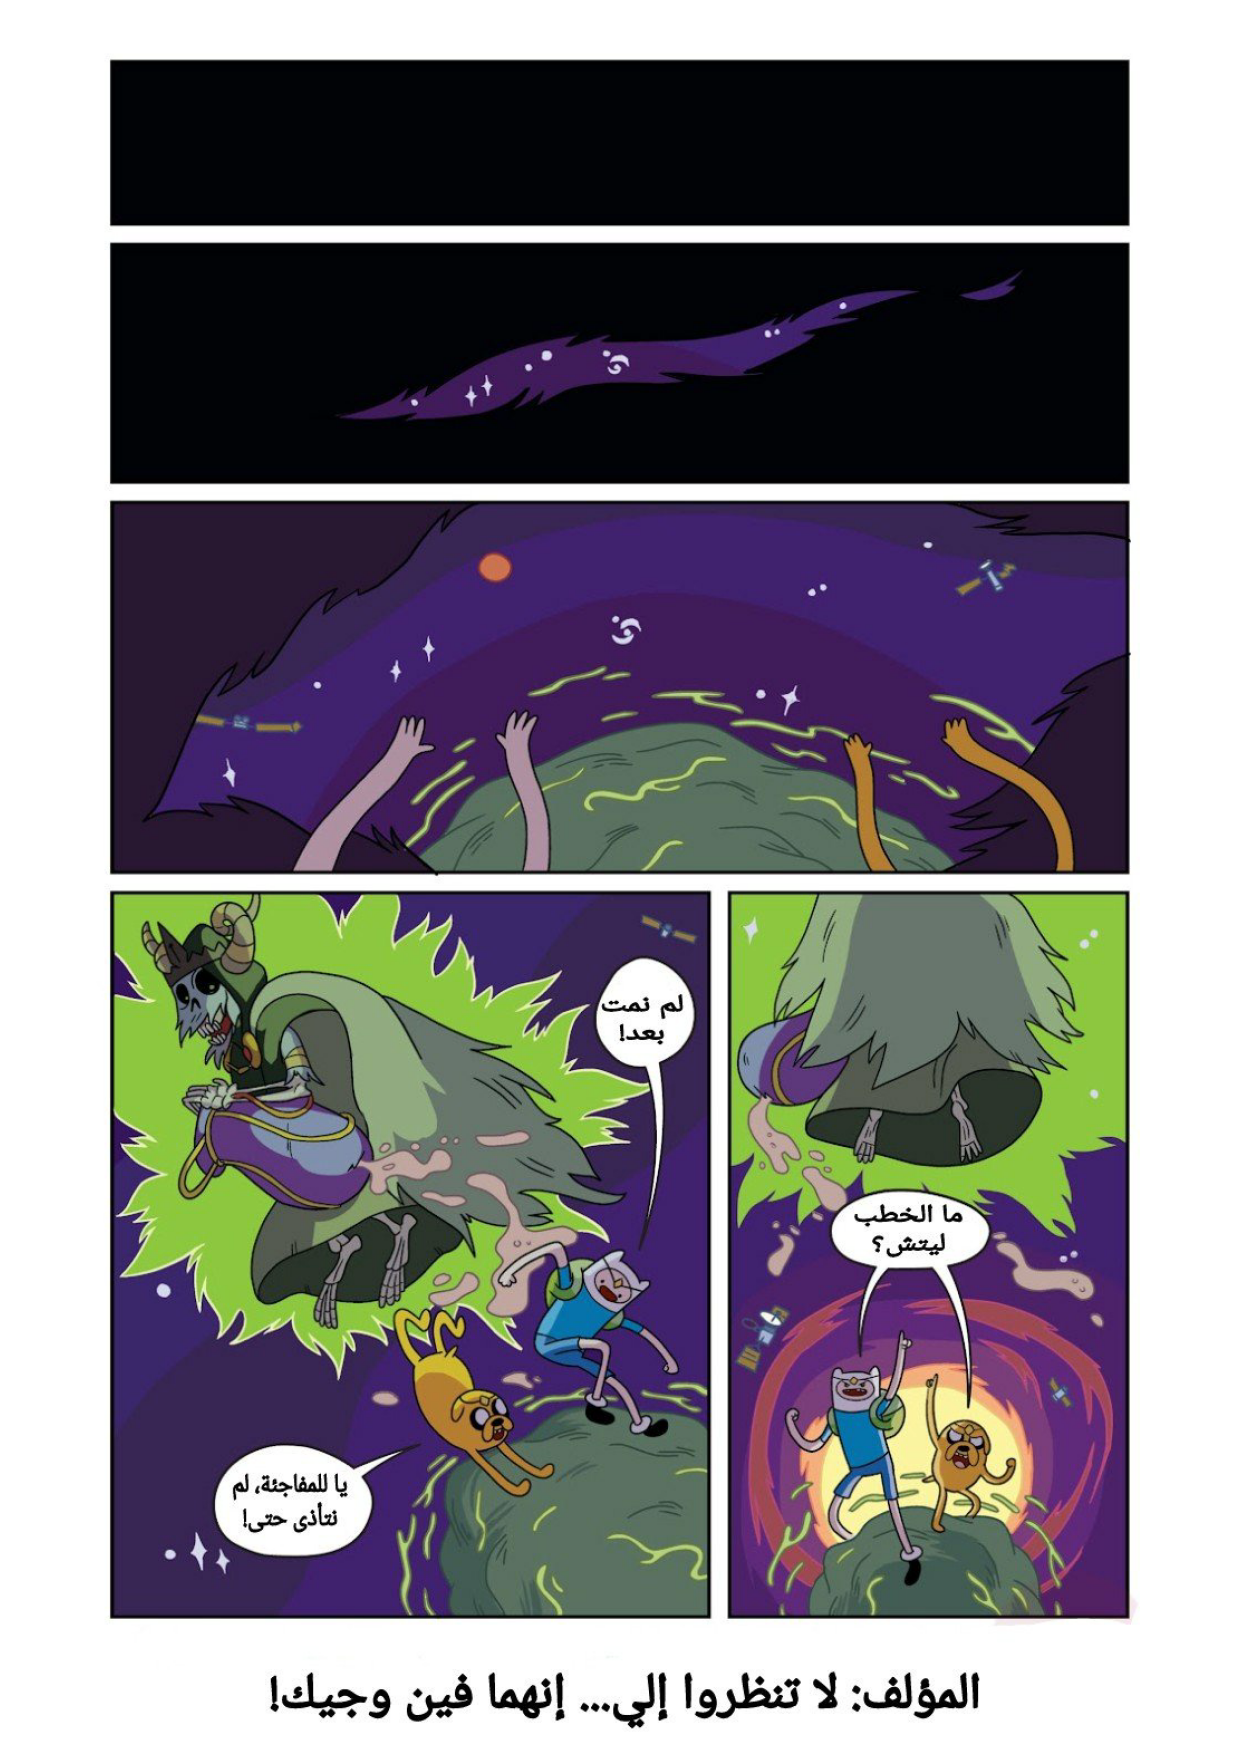 ما الخطب
ليتش؟
لم نمت
بعد!
يا للمفاجئة، لم
نتأذى حتى!
المؤلف: لا تنظروا إلي... إنهما فين وجيك!